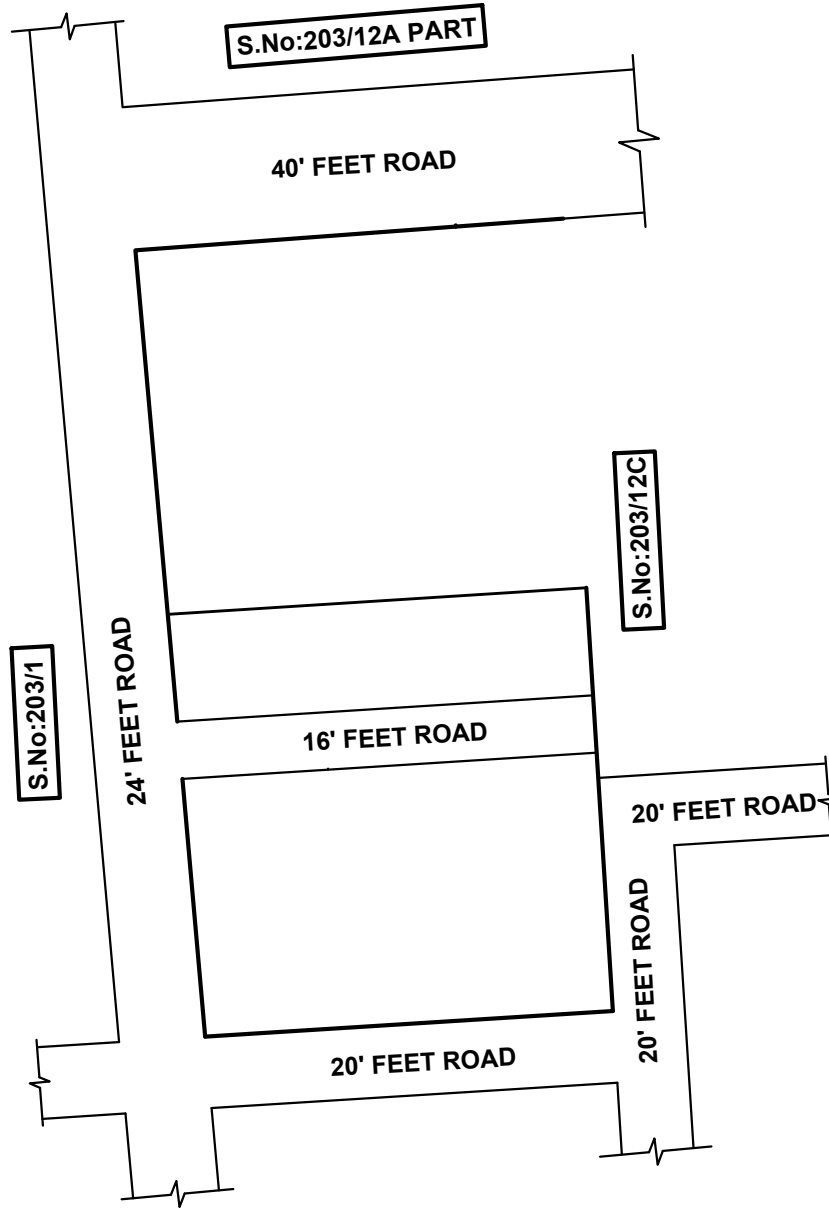 S.No:203/12A PART
40' FEET ROAD
S.No:203/12C
24' FEET ROAD
S.No:203/1
16' FEET ROAD
20' FEET ROAD
20' FEET ROAD
20' FEET ROAD